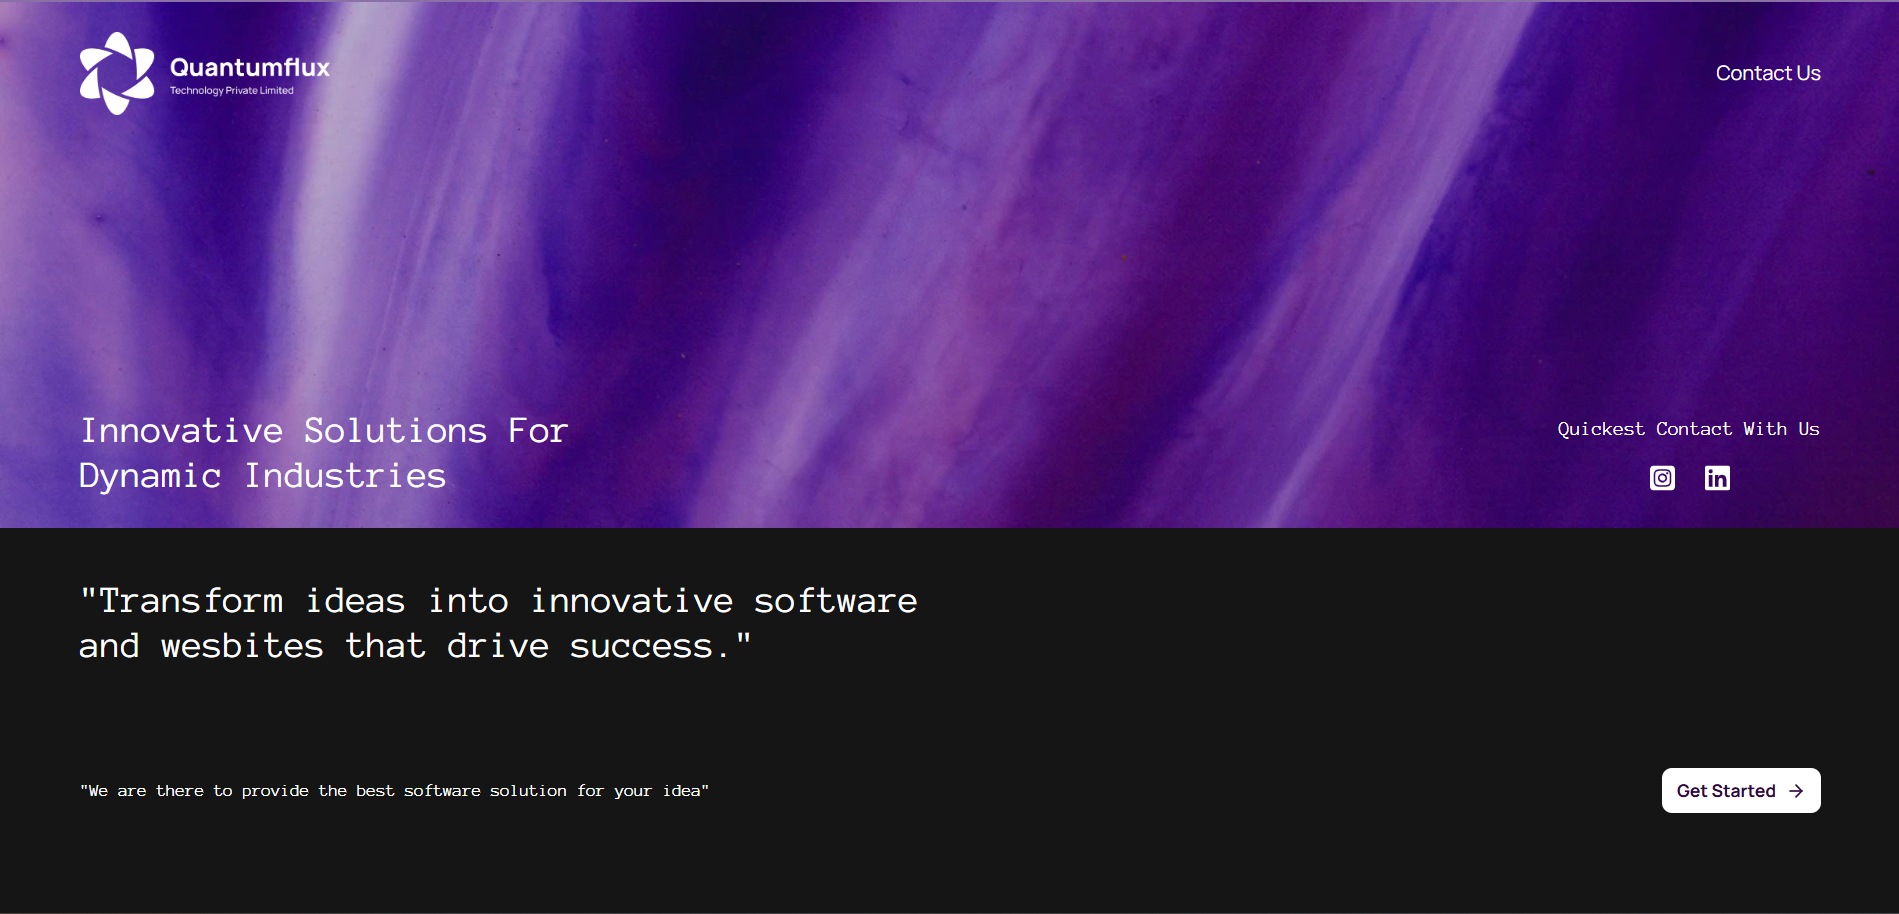 Quantumflux
Technology Private Limited
Contact Us
Innovative Solutions For
Dynamic Industries
Quickest Contact With Us
in
"Transform ideas into innovative software
and wesbites that drive success."
"We are there to provide the best software solution for your idea"
Get Started